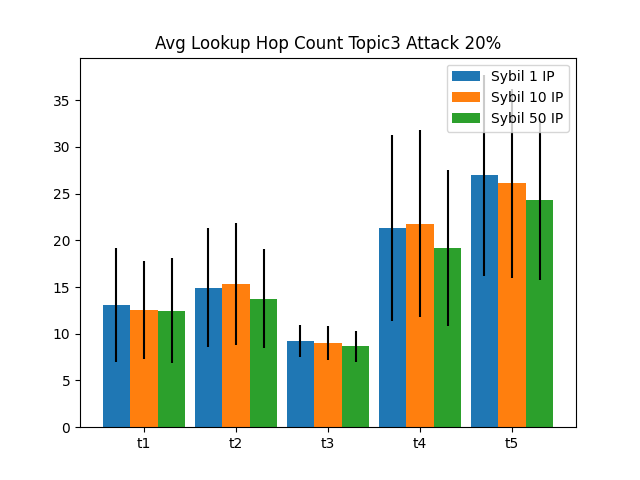 Avg Lookup Hop Count Topic3 Attack 20%
Sybil 1 IP
Sybil 10 IP
Sybil 50 IP
35
30
25
20
15
10
5
0
t1
t2
t3
t4
t5